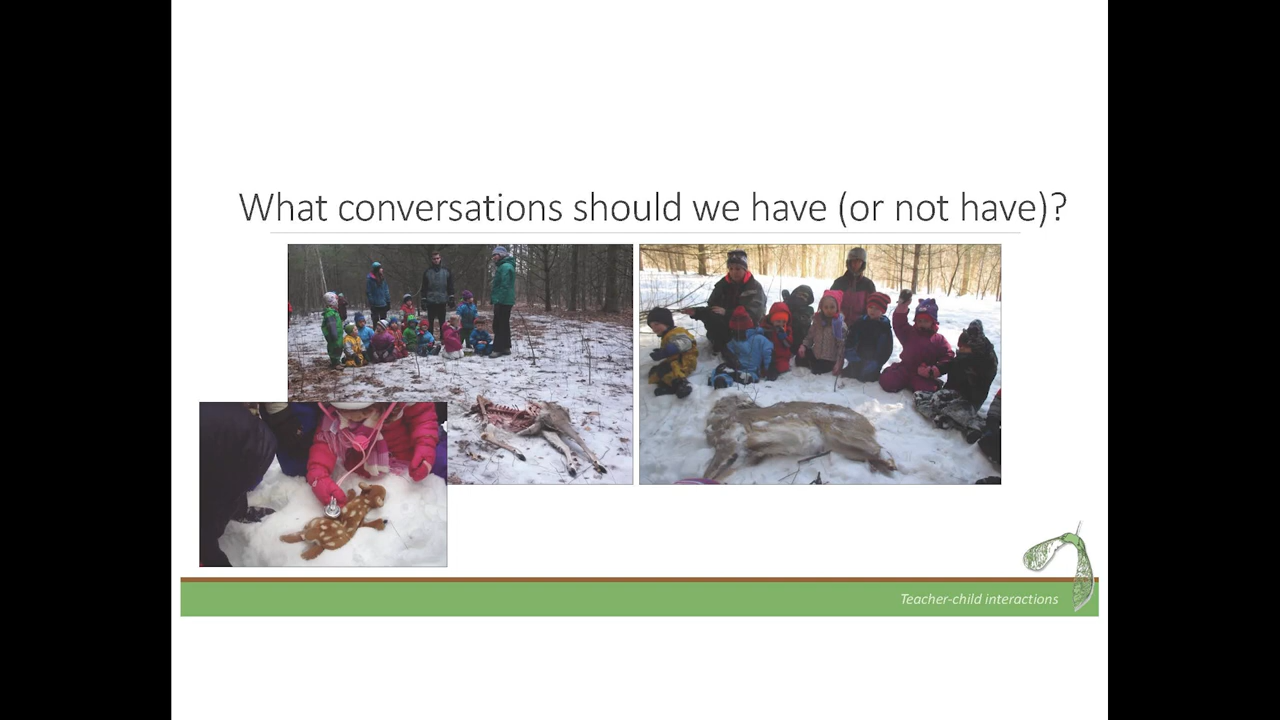 What conversations should we have (or not have)?
Teacher-child interactions